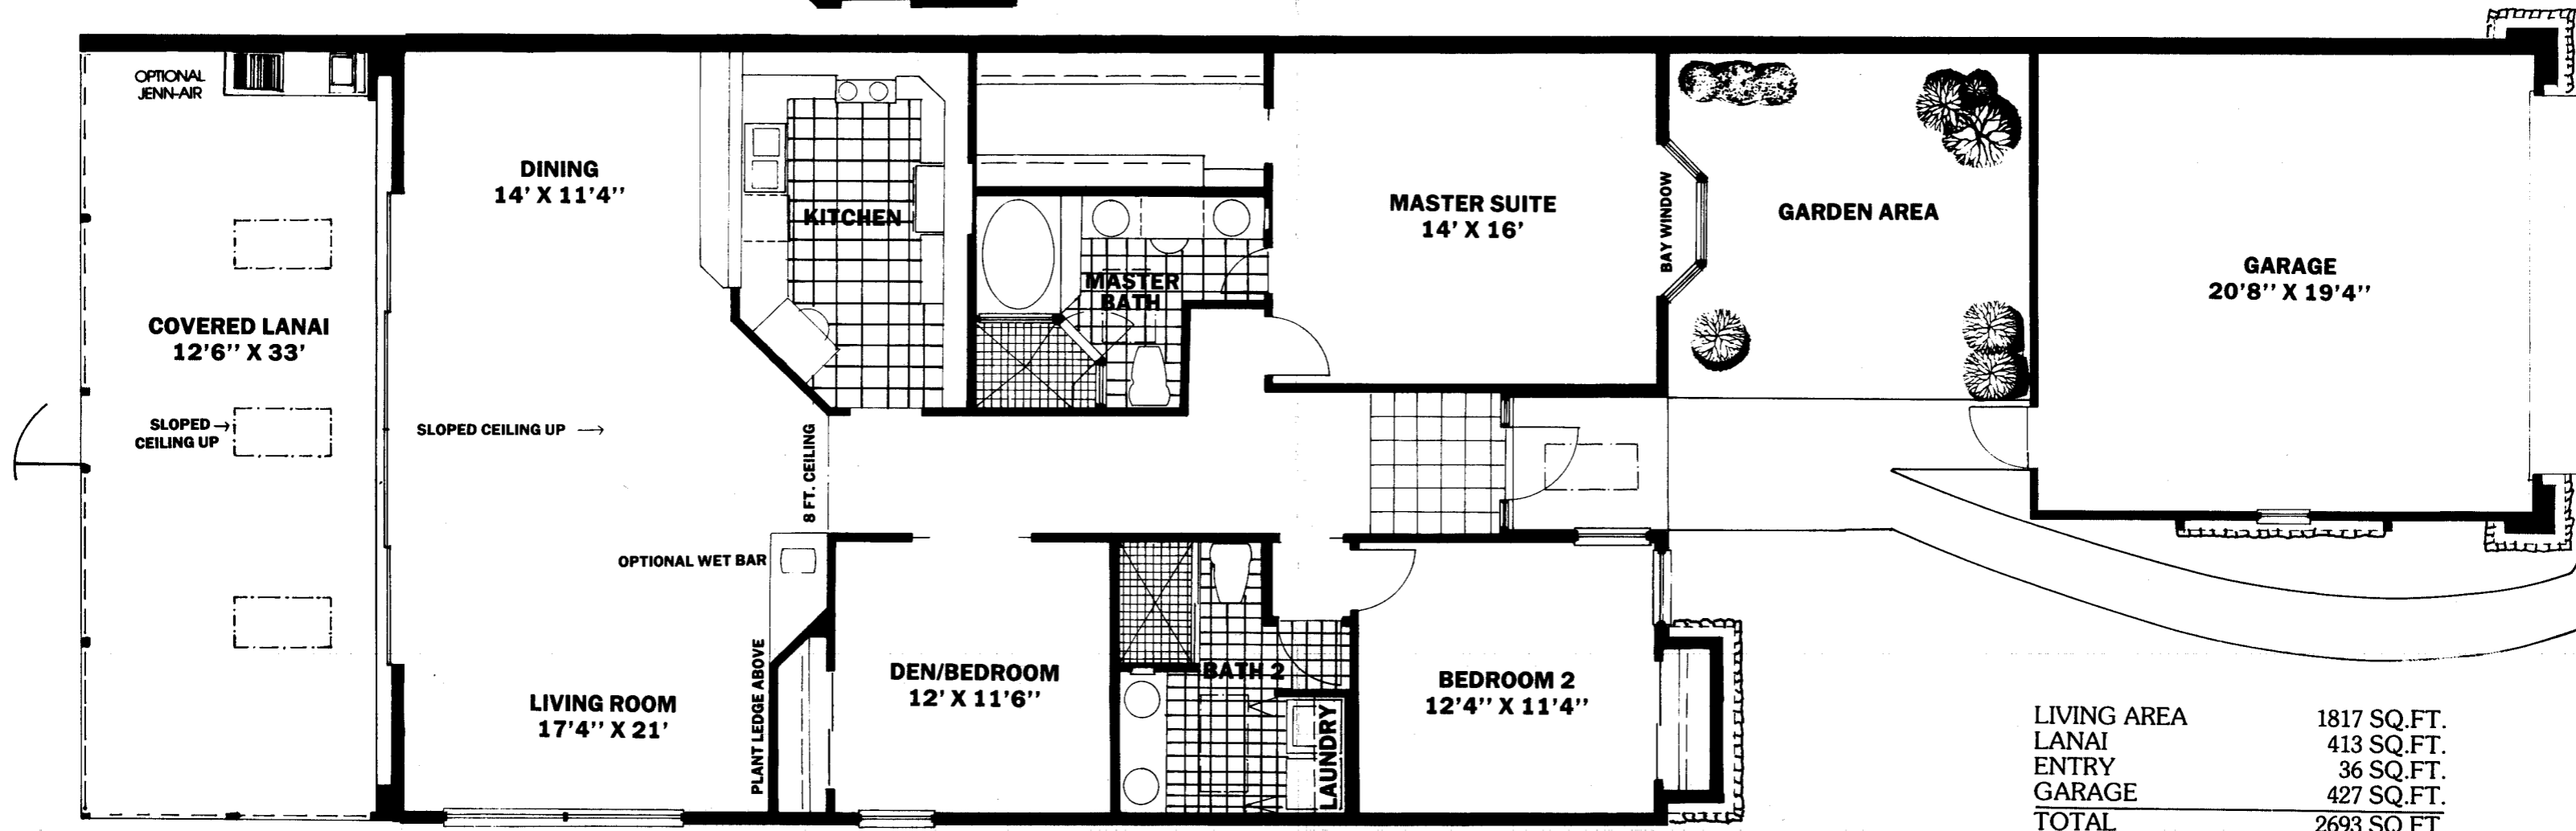 OPTIONAL
JENN-AIR
COVERED LANAI
12'6'' X 33'
SLOPED →
CEILING UP
DINING
14' X 11'4''
SLOPED CEILING UP →
LIVING ROOM
17'4'' X 21'
KITCHEN
8 FT. CEILING
OPTIONAL WET BAR
PLANT LEDGE ABOVE
DEN/BEDROOM
12' X 11'6''
MASTER
BATH
BATH 2
LAUNDRY
MASTER SUITE
14' X 16'
BAY WINDOW
BEDROOM 2
12'4'' X 11'4''
GARDEN AREA
GARAGE
20'8'' X 19'4''
LIVING AREA 1817 SQ.FT.
LANAI 413 SQ.FT.
ENTRY 36 SQ.FT.
GARAGE 427 SQ.FT.
TOTAL 2693 SQ FT